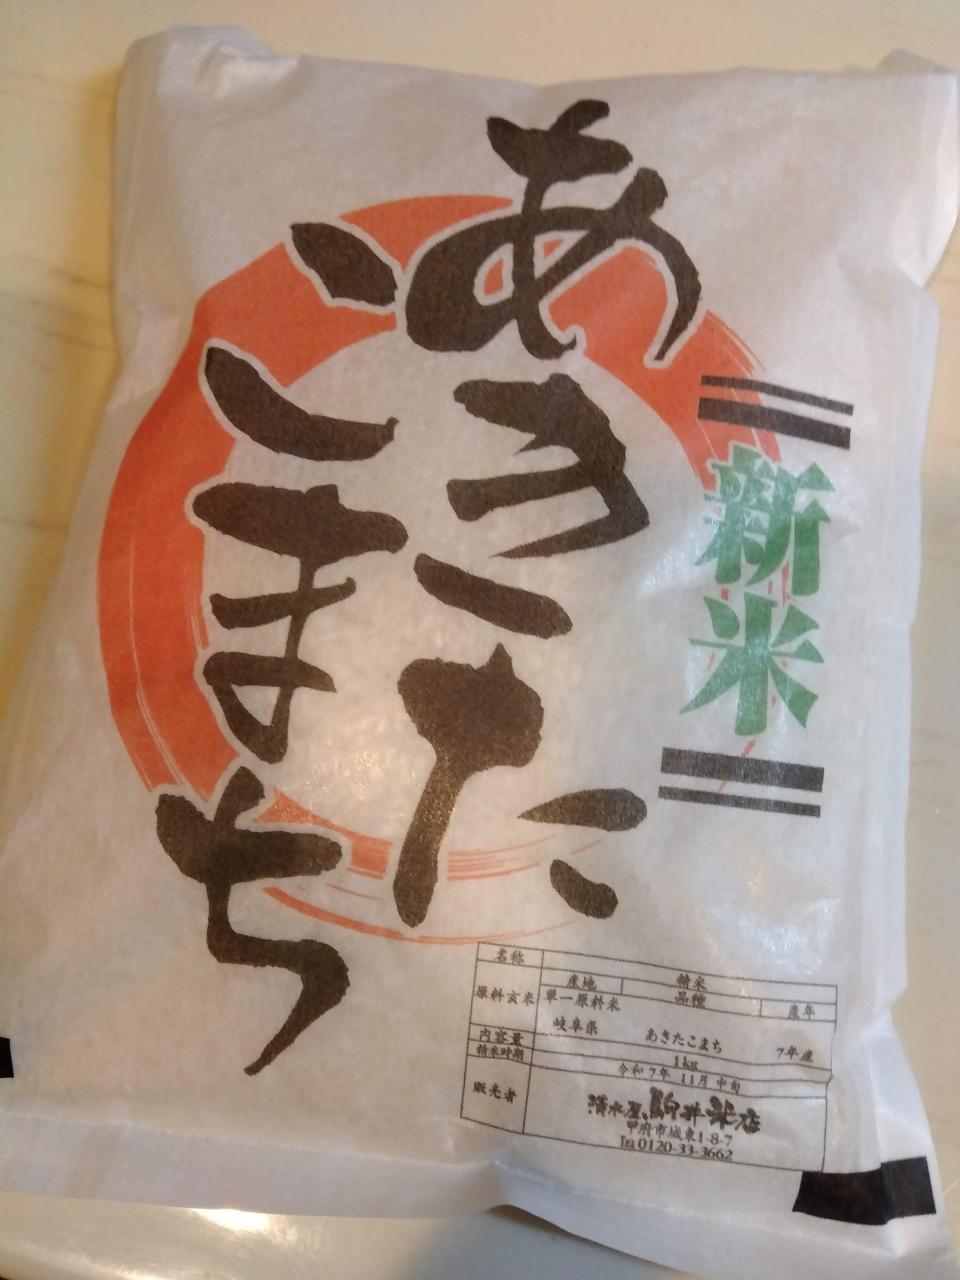 あきた
こまち
新米
名称 精米
原料玄米 産地 品種 産年
単一原料米
岐阜県 あきたこまち 7年産
内容量 1kg
精米時期 令和 7年 11月 中旬
販売者 清水屋 駒井米店
甲府市城東1-8-7
℡0120-33-3662